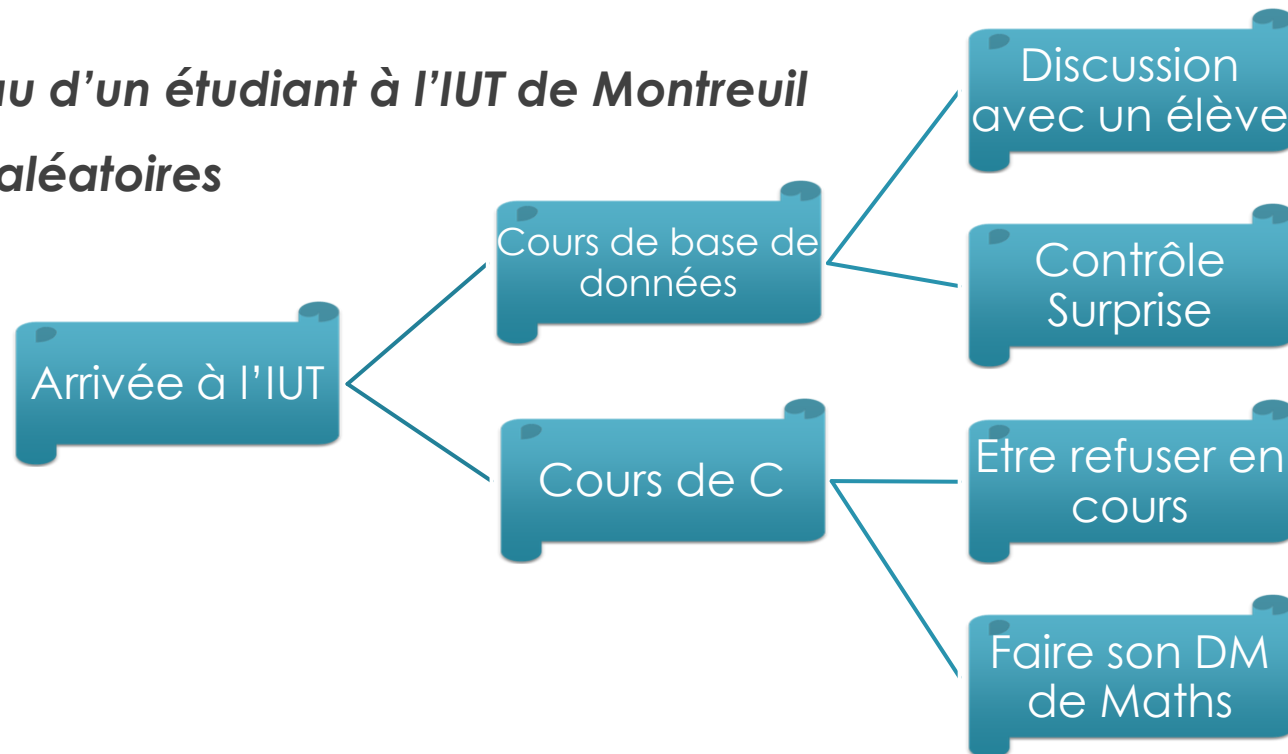 au d’un étudiant à l’IUT de Montreuil
aléatoires
Arrivée à l’IUT
Cours de base de
données
Cours de C
Discussion
avec un élève
Contrôle
Surprise
Etre refuser en
cours
Faire son DM
de Maths